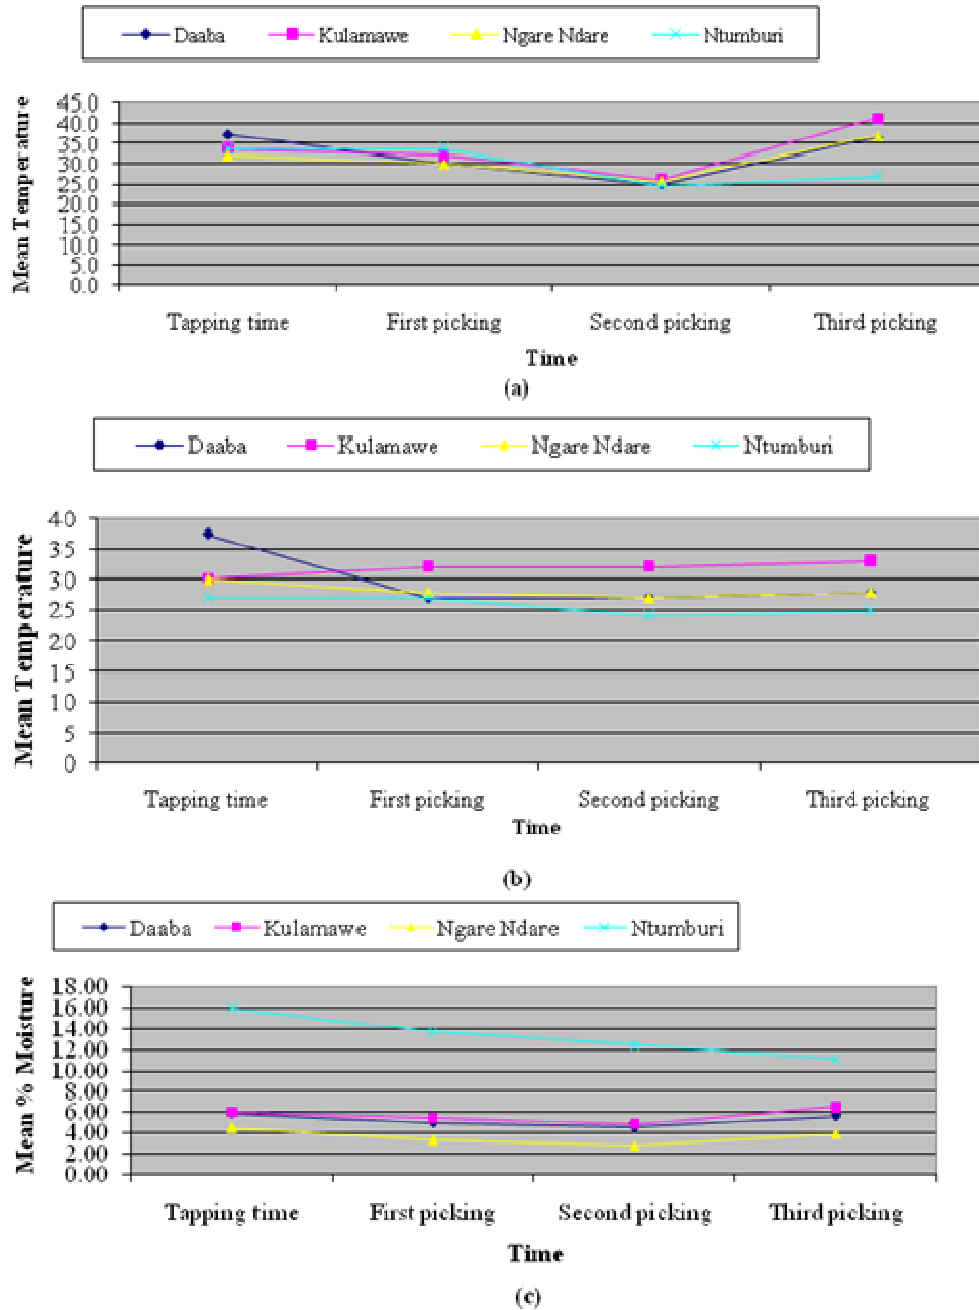 Daaba Kulamawe Ngare Ndare Ntumburi
Mean Temperature
45.0
40.0
35.0
30.0
25.0
20.0
15.0
10.0
5.0
0.0
Tapping time First picking Second picking Third picking
Time
(a)
Daaba Kulamawe Ngare Ndare Ntumburi
Mean Temperature
40
35
30
25
20
15
10
5
0
Tapping time First picking Second picking Third picking
Time
(b)
Daaba Kulamawe Ngare Ndare Ntumburi
Mean % Moisture
18.00
16.00
14.00
12.00
10.00
8.00
6.00
4.00
2.00
0.00
Tapping time First picking Second picking Third picking
Time
(c)